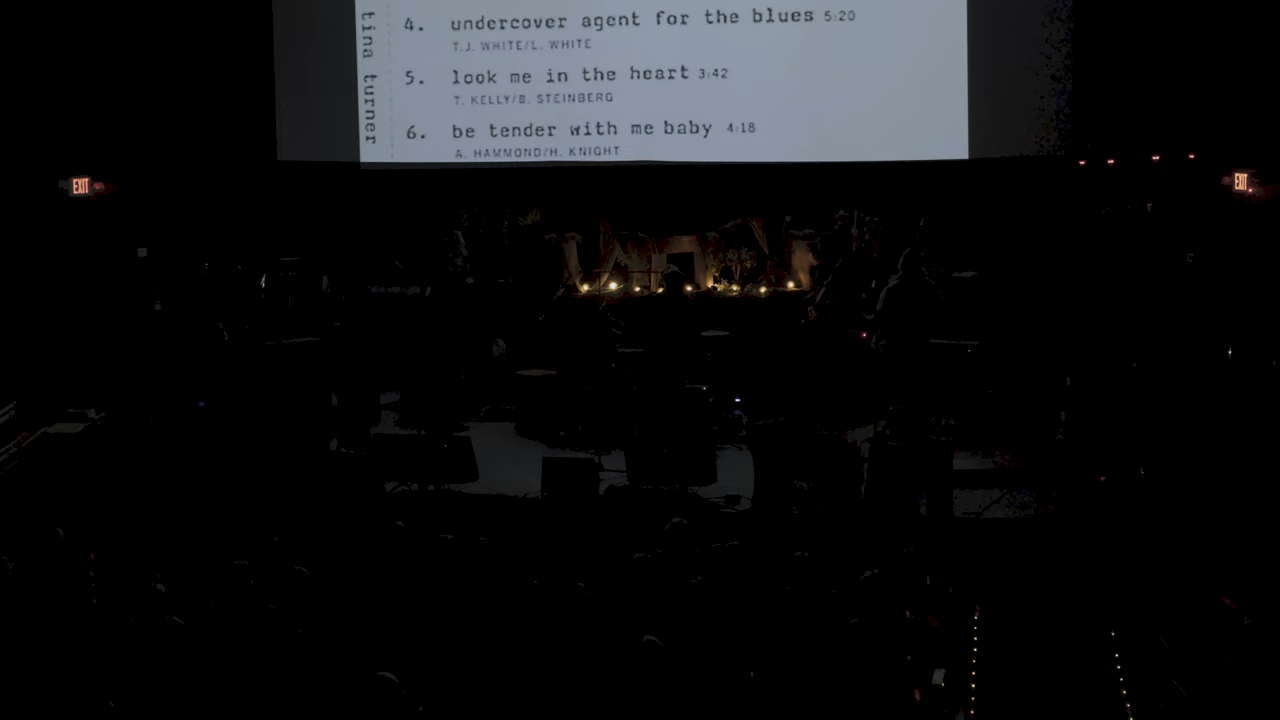 tina turner
4. undercover agent for the blues 5:20
T.J. WHITE/L. WHITE
5. look me in the heart 3:42
T. KELLY/B. STEINBERG
6. be tender with me baby 4:18
A. HAMMOND/H. KNIGHT
EXIT
EXIT